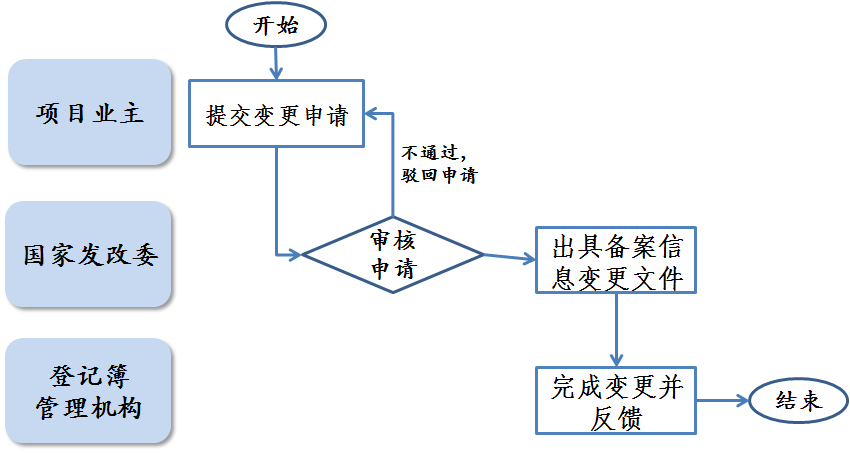 开始
项目业主
提交变更申请
不通过，
驳回申请
国家发改委
审核
申请
出具备案信
息变更文件
登记簿
管理机构
完成变更并
反馈
结束